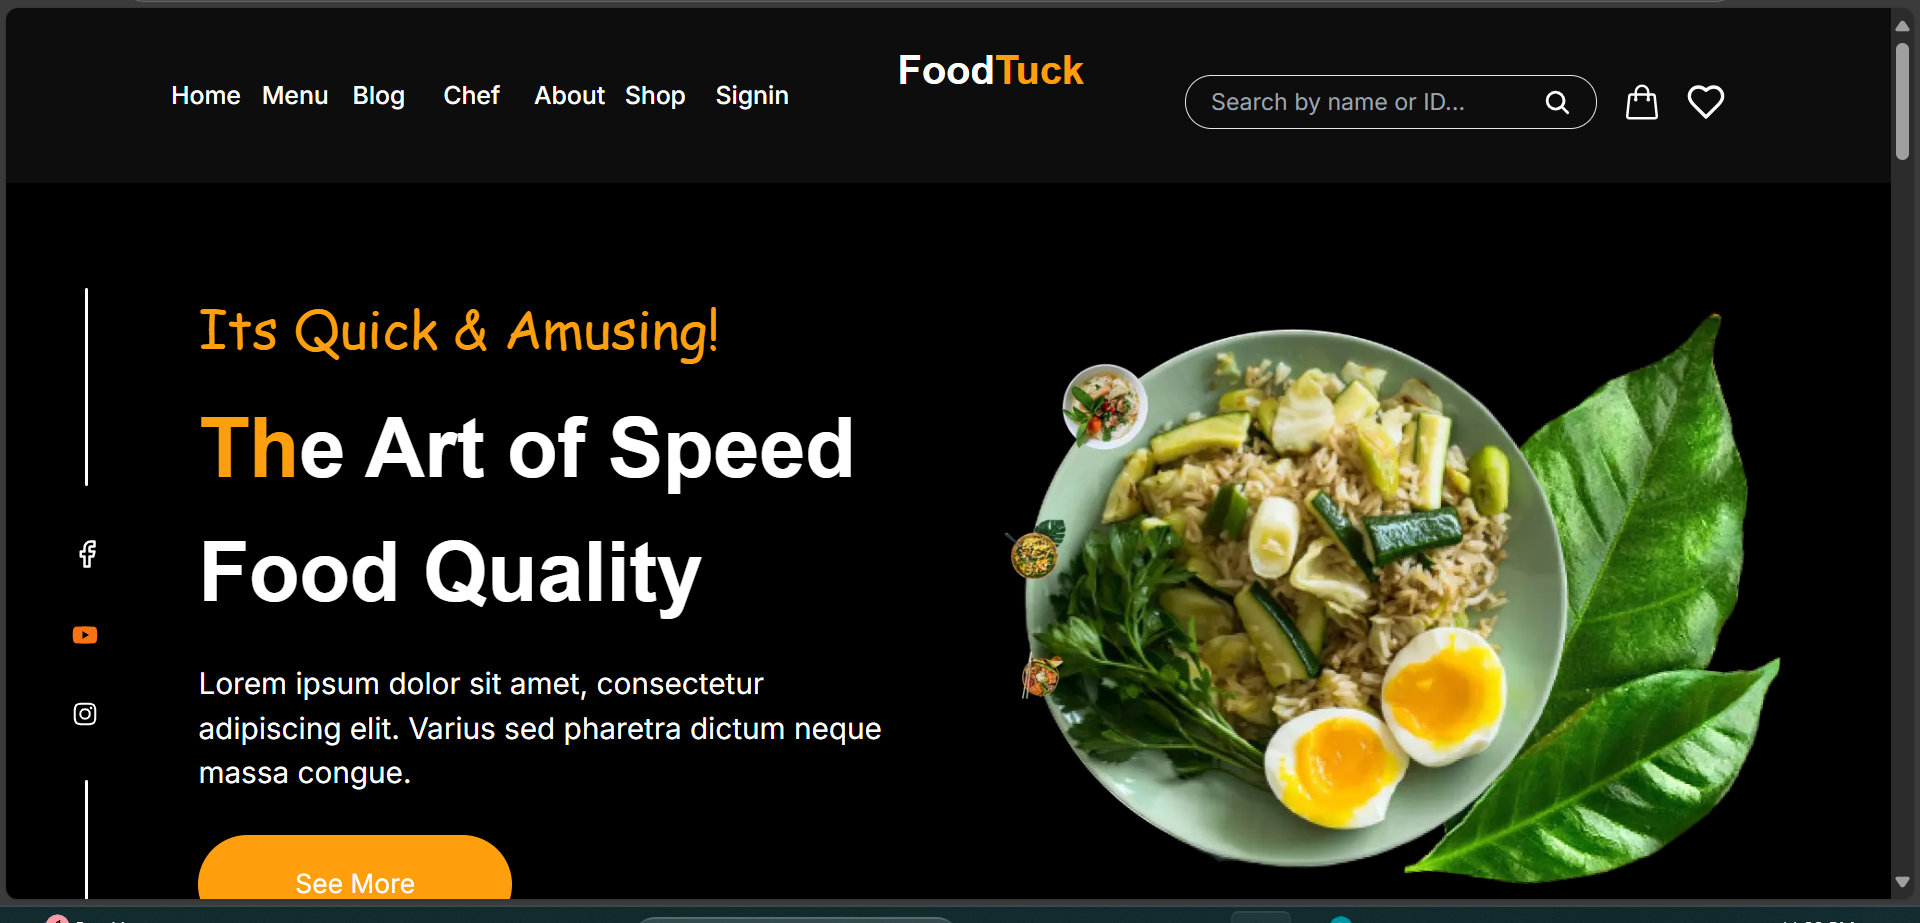 FoodTuck
Home Menu Blog Chef About Shop Signin
Search by name or ID...
Its Quick & Amusing!
The Art of Speed
Food Quality
Lorem ipsum dolor sit amet, consectetur
adipiscing elit. Varius sed pharetra dictum neque
massa congue.
See More